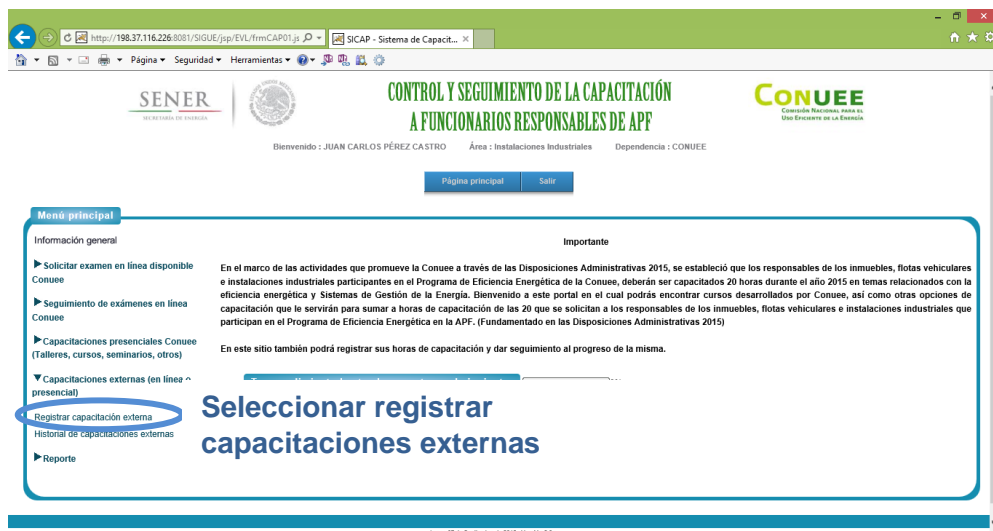 http://198.37.116.226:8081/SIGUE/jsp/EVL/frmCAP01.js
SICAP - Sistema de Capacit...
Página Seguridad Herramientas
SENER
SECRETARÍA DE ENERGÍA
CONTROL Y SEGUIMIENTO DE LA CAPACITACIÓN
A FUNCIONARIOS RESPONSABLES DE APF
CONUEE
COMISIÓN NACIONAL PARA EL
USO EFICIENTE DE LA ENERGÍA
Bienvenido : JUAN CARLOS PÉREZ CASTRO Área : Instalaciones Industriales Dependencia : CONUEE
Página principal Salir
Menú principal
Información general
Solicitar examen en línea disponible
Conuee
Seguimiento de exámenes en línea
Conuee
Capacitaciones presenciales Conuee
(Talleres, cursos, seminarios, otros)
Capacitaciones externas (en línea o
presencial)
Registrar capacitación externa
Historial de capacitaciones externas
Reporte
Importante
En el marco de las actividades que promueve la Conuee a través de las Disposiciones Administrativas 2015, se estableció que los responsables de los inmuebles, flotas vehiculares
e instalaciones industriales participantes en el Programa de Eficiencia Energética de la Conuee, deberán ser capacitados 20 horas durante el año 2015 en temas relacionados con la
eficiencia energética y Sistemas de Gestión de la Energía. Bienvenido a este portal en el cual podrás encontrar cursos desarrollados por Conuee, así como otras opciones de
capacitación que le servirán para sumar a horas de capacitación de las 20 que se solicitan a los responsables de los inmuebles, flotas vehiculares e instalaciones industriales que
participan en el Programa de Eficiencia Energética en la APF. (Fundamentado en las Disposiciones Administrativas 2015)
En este sitio también podrá registrar sus horas de capacitación y dar seguimiento al progreso de la misma.
Seleccionar registrar
capacitaciones externas